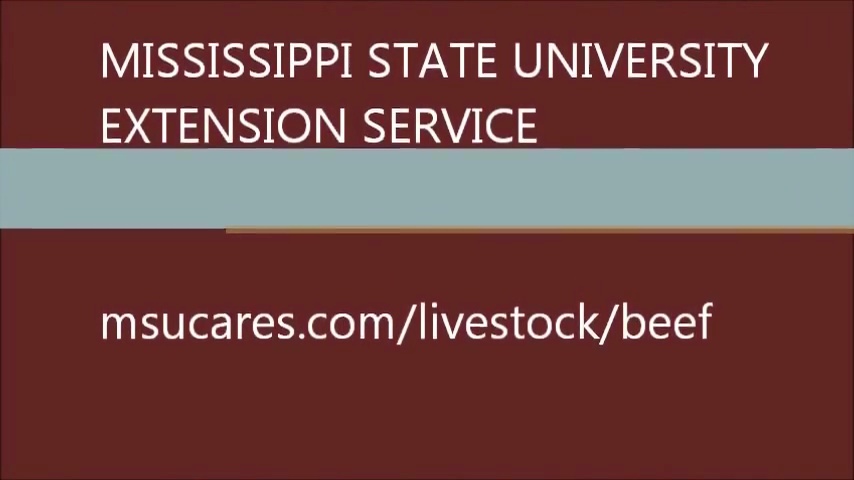 MISSISSIPPI STATE UNIVERSITY
EXTENSION SERVICE
msucares.com/livestock/beef